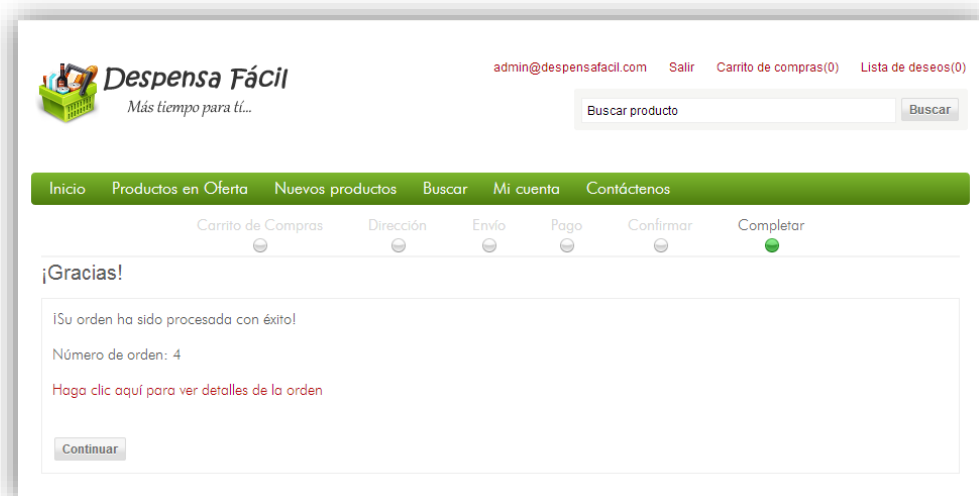 Despensa Fácil
Más tiempo para tí...
admin@despensafacil.com Salir Carrito de compras(0) Lista de deseos(0)
Buscar producto Buscar
Inicio Productos en Oferta Nuevos productos Buscar Mi cuenta Contáctenos
Carrito de Compras Dirección Envío Pago Confirmar Completar
¡Gracias!
¡Su orden ha sido procesada con éxito!
Número de orden: 4
Haga clic aquí para ver detalles de la orden
Continuar